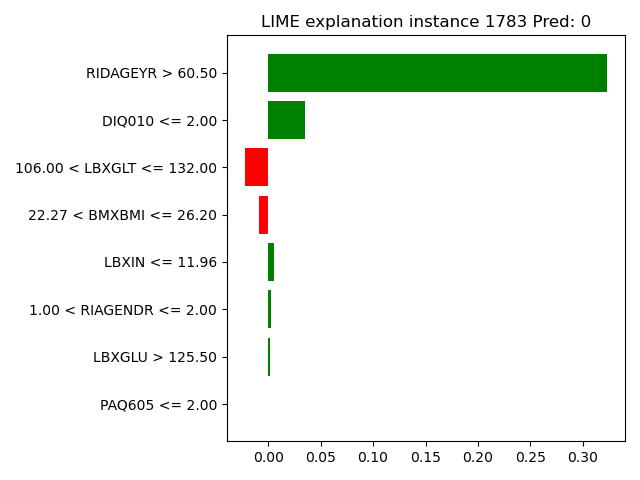 LIME explanation instance 1783 Pred: 0
RIDAGEYR > 60.50
DIQ010 <= 2.00
106.00 < LBXGLT <= 132.00
22.27 < BMXBMI <= 26.20
LBXIN <= 11.96
1.00 < RIAGENDR <= 2.00
LBXGLU > 125.50
PAQ605 <= 2.00
0.00 0.05 0.10 0.15 0.20 0.25 0.30